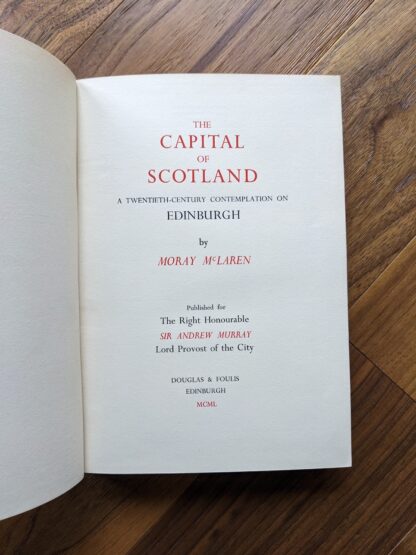 THE
CAPITAL
OF
SCOTLAND
A TWENTIETH-CENTURY CONTEMPLATION ON
EDINBURGH
by
MORAY McLAREN
Published for
The Right Honourable
SIR ANDREW MURRAY
Lord Provost of the City
DOUGLAS & FOULIS
EDINBURGH
MCML